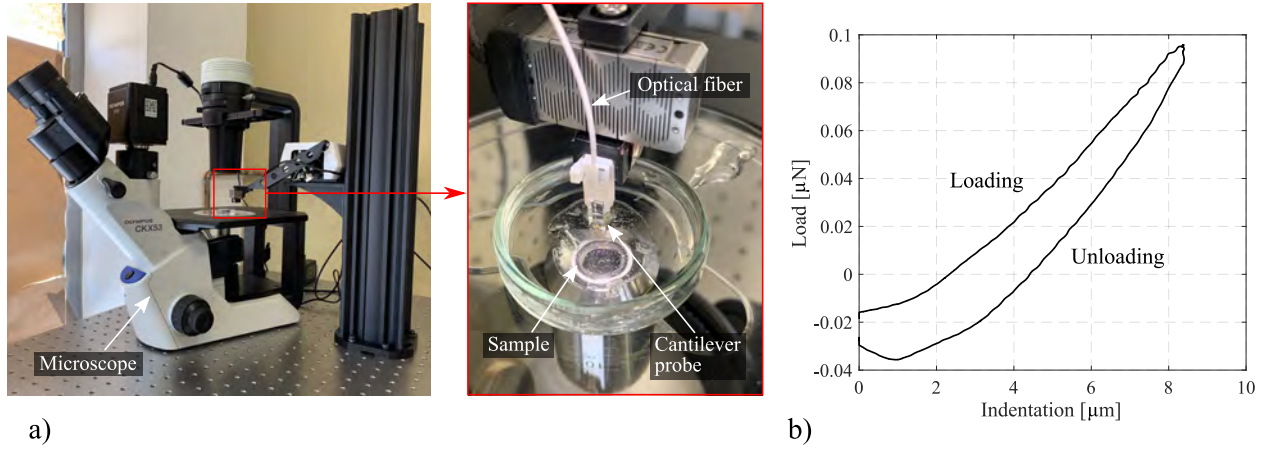 Optical fiber
OLYMPUS
CKX53
Microscope
Sample
Cantilever
probe
a)
Load [μN]
0.1
0.08
0.06
0.04
0.02
0
-0.02
-0.04
Loading
Unloading
0
2
4
6
8
10
Indentation [μm]
b)